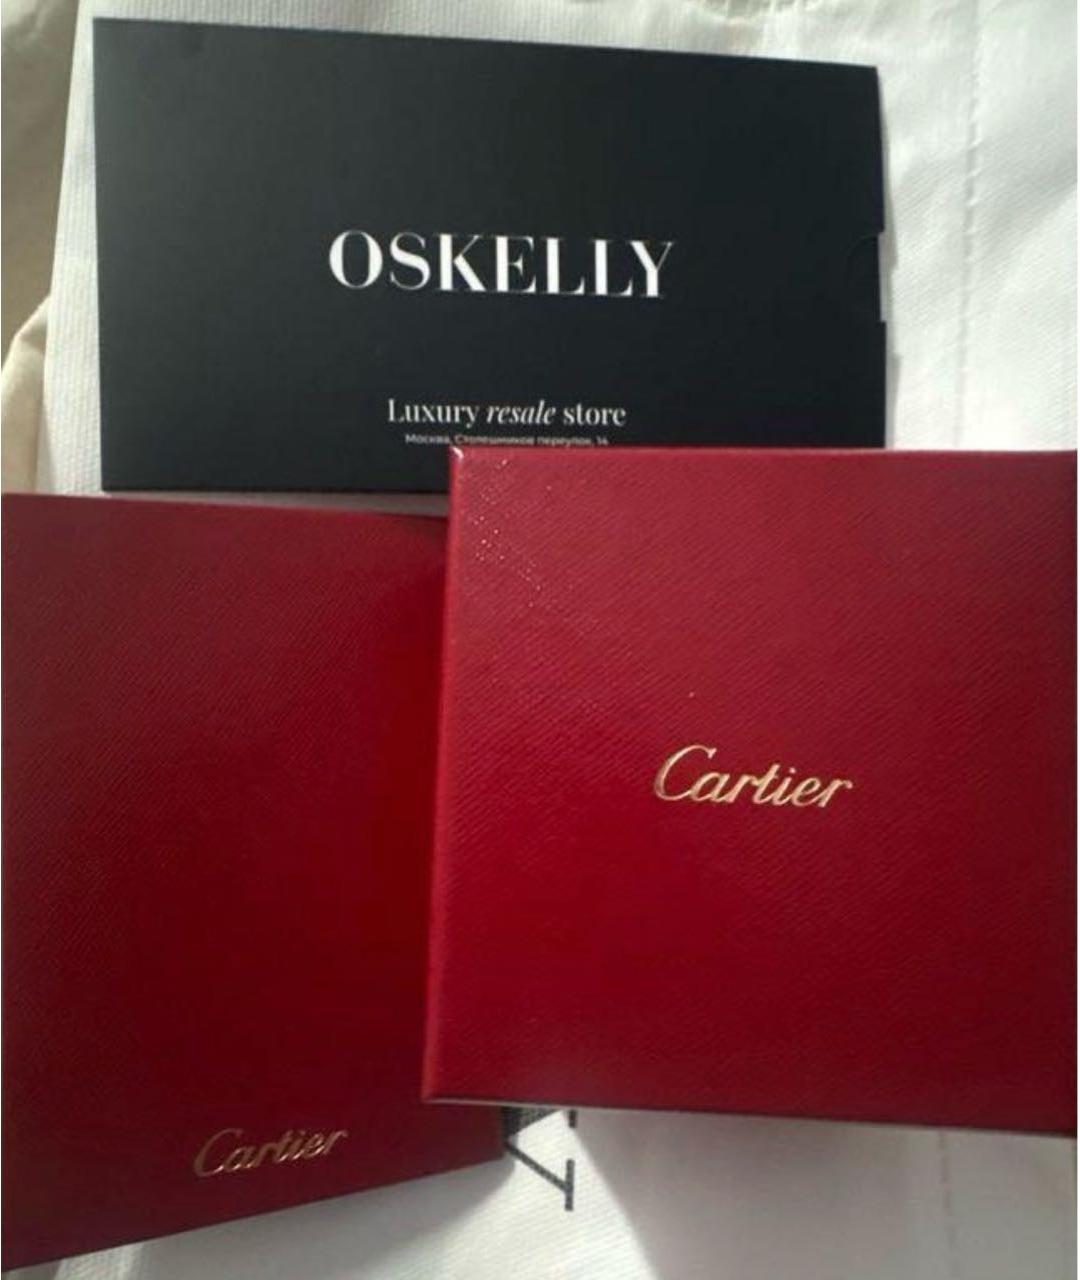 OSKELLY
Luxury resale store
Москва, Столешников переулок, 14
Cartier
Cartier